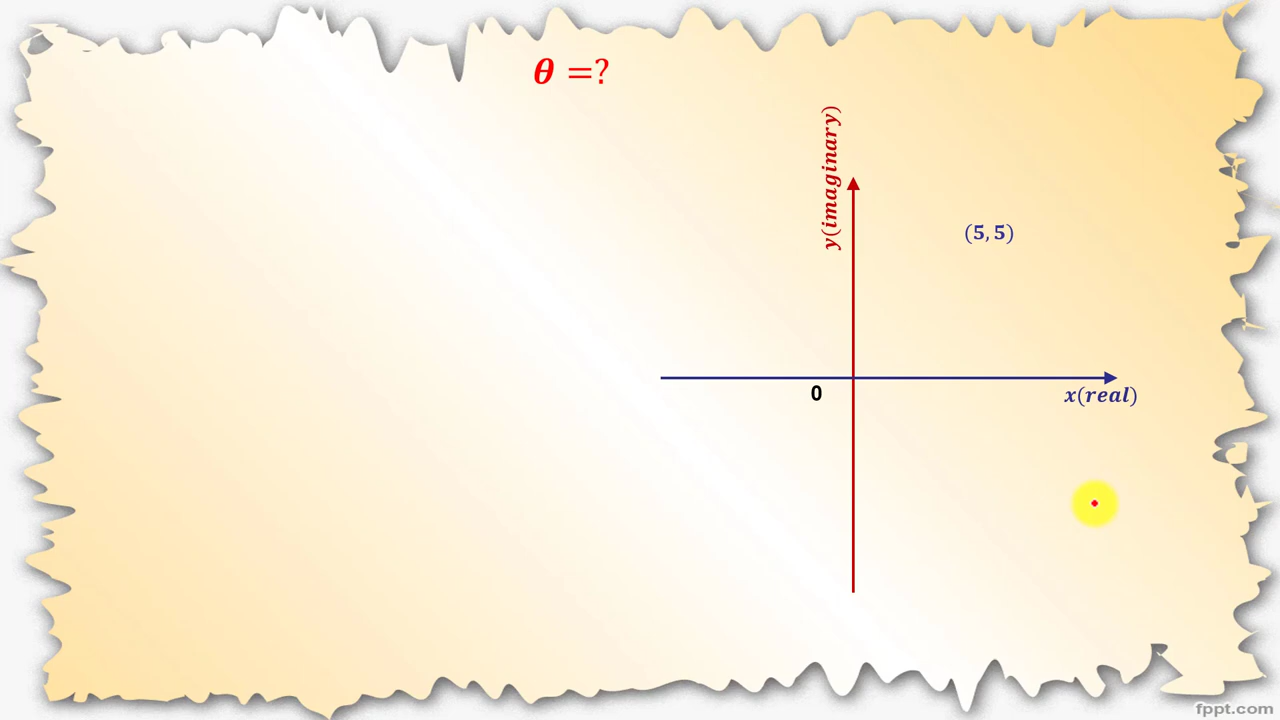 θ =?
y(imaginary)
(5, 5)
0
x(real)
fppt.com